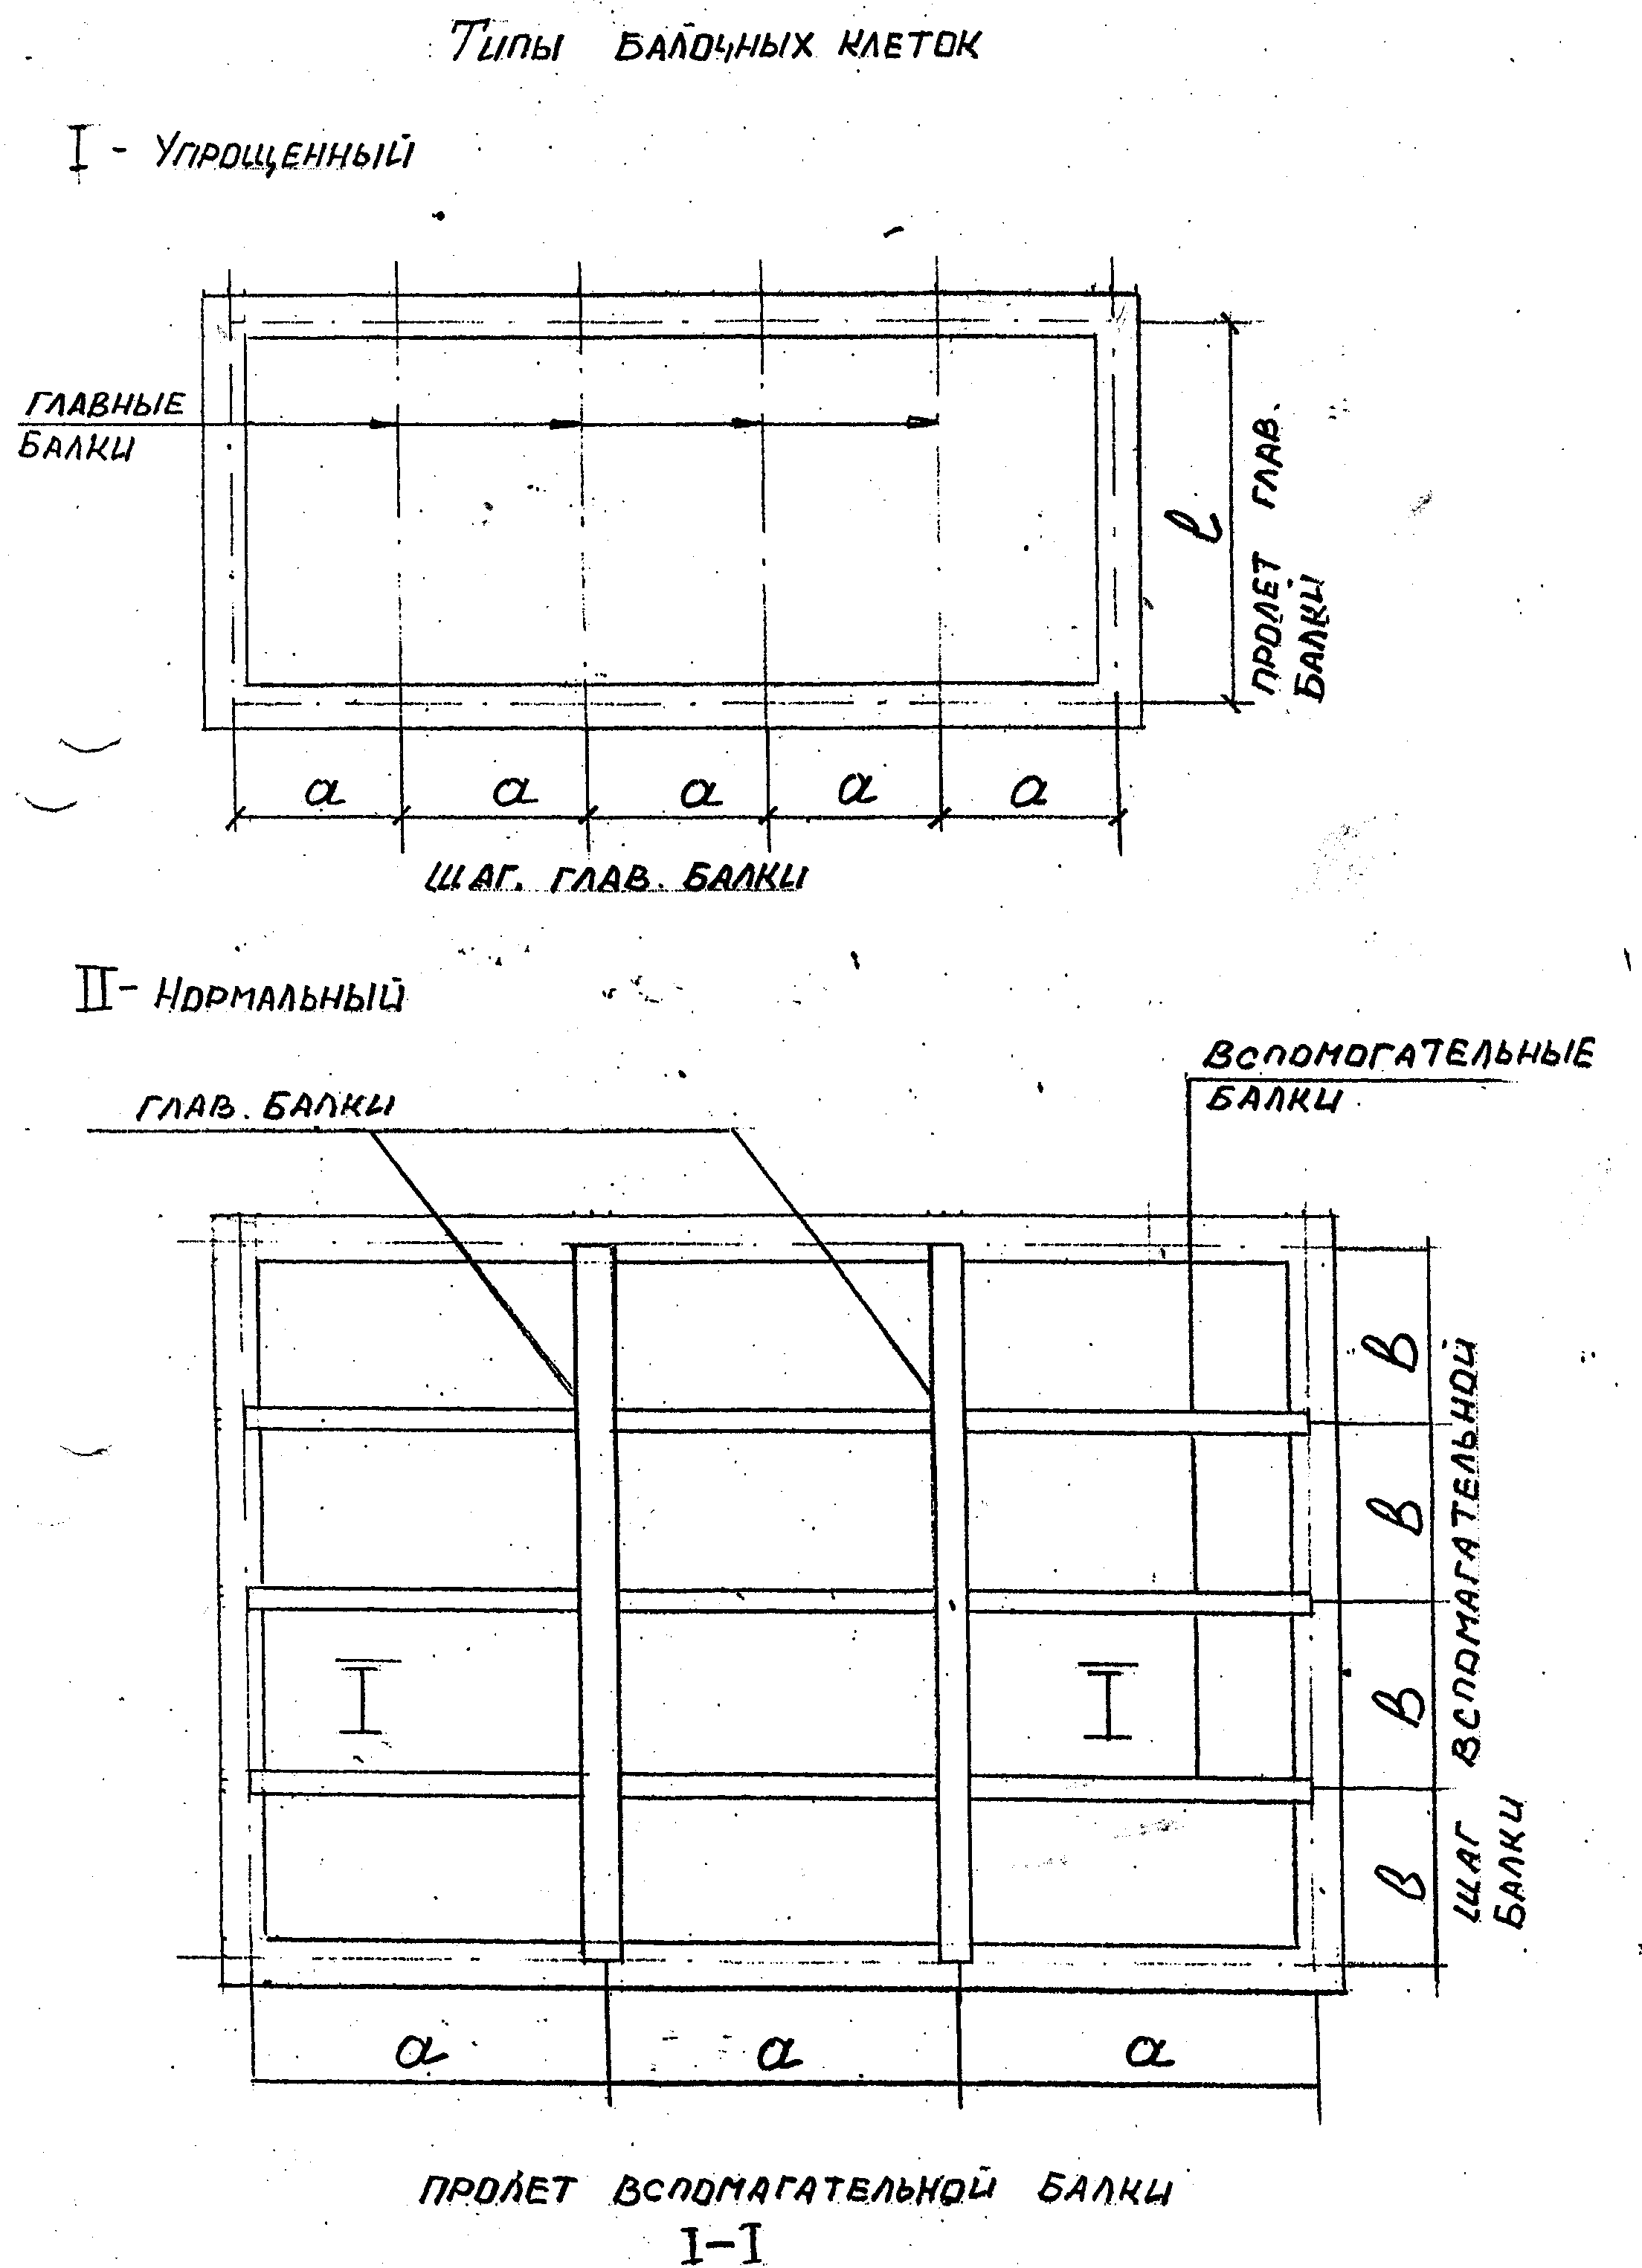 Типы балочных клеток
I - Упрощенный
главные
балки
l
пролет глав.
балки
а а а а а
шаг. глав. балки
II - Нормальный
Вспомогательные
балки
глав. балки
в
в
в
в
шаг вспомагательной
балки
I I
а а а
пролет вспомагательной балки
I-I